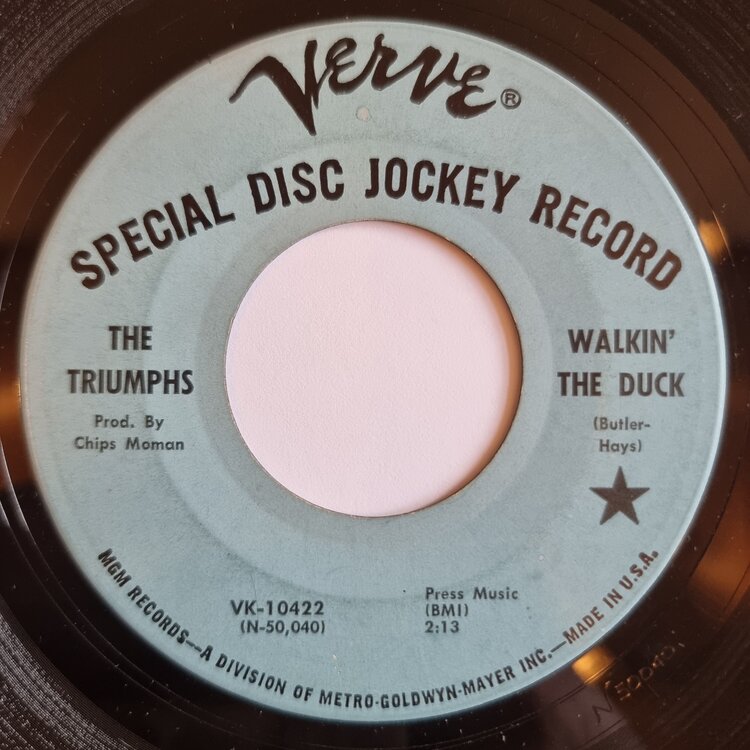 VERVE®
SPECIAL DISC JOCKEY RECORD
THE
TRIUMPHS
Prod. By
Chips Moman
WALKIN'
THE DUCK
(Butler-
Hays)
VK-10422
(N-50,040)
Press Music
(BMI)
2:13
MGM RECORDS—A DIVISION OF METRO-GOLDWYN-MAYER INC.—MADE IN U.S.A.